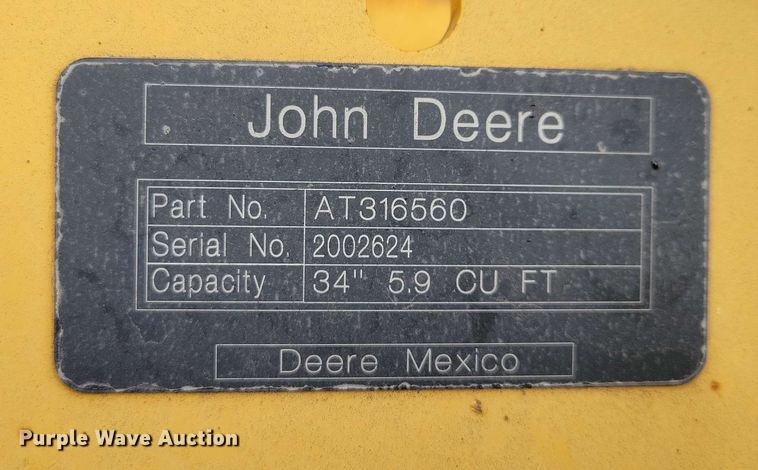 John Deere
Part No. AT316560
Serial No. 2002624
Capacity 34" 5.9 CU FT
Deere Mexico
Purple Wave Auction